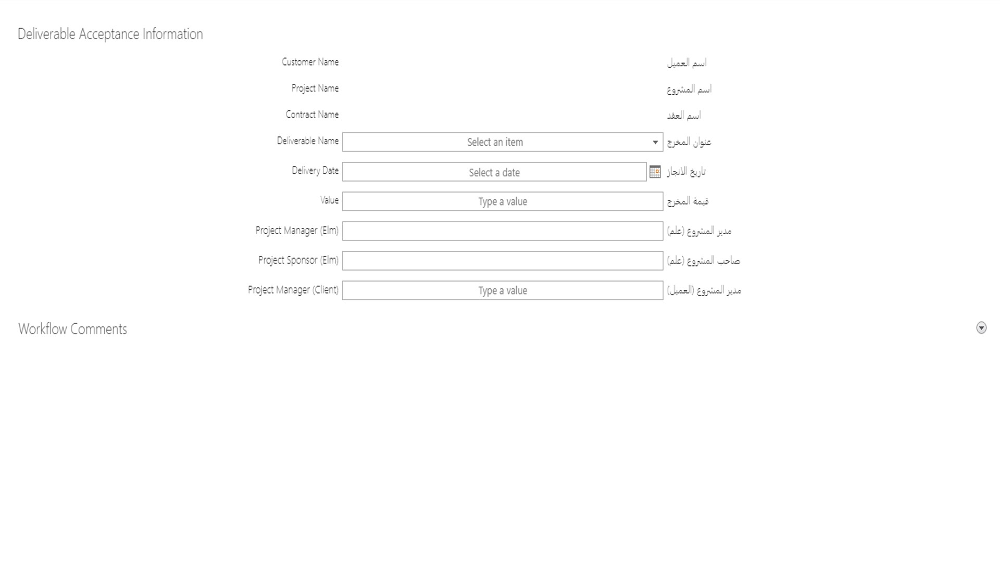 Deliverable Acceptance Information
Customer Name اسم العميل
Project Name اسم المشروع
Contract Name اسم العقد
Deliverable Name Select an item عنوان المخرج
Delivery Date Select a date تاريخ الانجاز
Value Type a value قيمة المخرج
Project Manager (Elm) مدير المشروع (علم)
Project Sponsor (Elm) صاحب المشروع (علم)
Project Manager (Client) Type a value مدير المشروع (العميل)
Workflow Comments